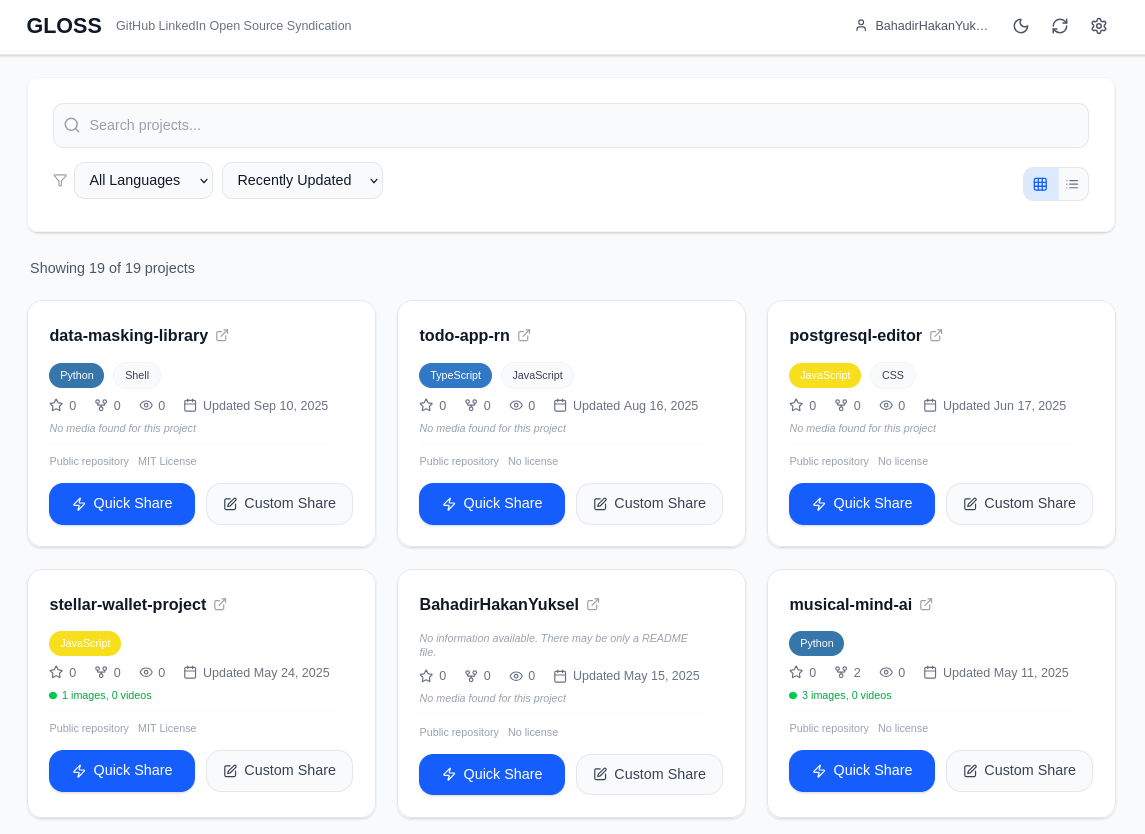 GLOSS GitHub LinkedIn Open Source Syndication BahadirHakanYuk…
Search projects...
All Languages Recently Updated
Showing 19 of 19 projects
data-masking-library
Python Shell
0 0 0 Updated Sep 10, 2025
No media found for this project
Public repository MIT License
Quick Share Custom Share
todo-app-rn
TypeScript JavaScript
0 0 0 Updated Aug 16, 2025
No media found for this project
Public repository No license
Quick Share Custom Share
postgresql-editor
JavaScript CSS
0 0 0 Updated Jun 17, 2025
No media found for this project
Public repository No license
Quick Share Custom Share
stellar-wallet-project
JavaScript
0 0 0 Updated May 24, 2025
1 images, 0 videos
Public repository MIT License
Quick Share Custom Share
BahadirHakanYuksel
No information available. There may be only a README
file.
0 0 0 Updated May 15, 2025
No media found for this project
Public repository No license
Quick Share Custom Share
musical-mind-ai
Python
0 2 0 Updated May 11, 2025
3 images, 0 videos
Public repository No license
Quick Share Custom Share